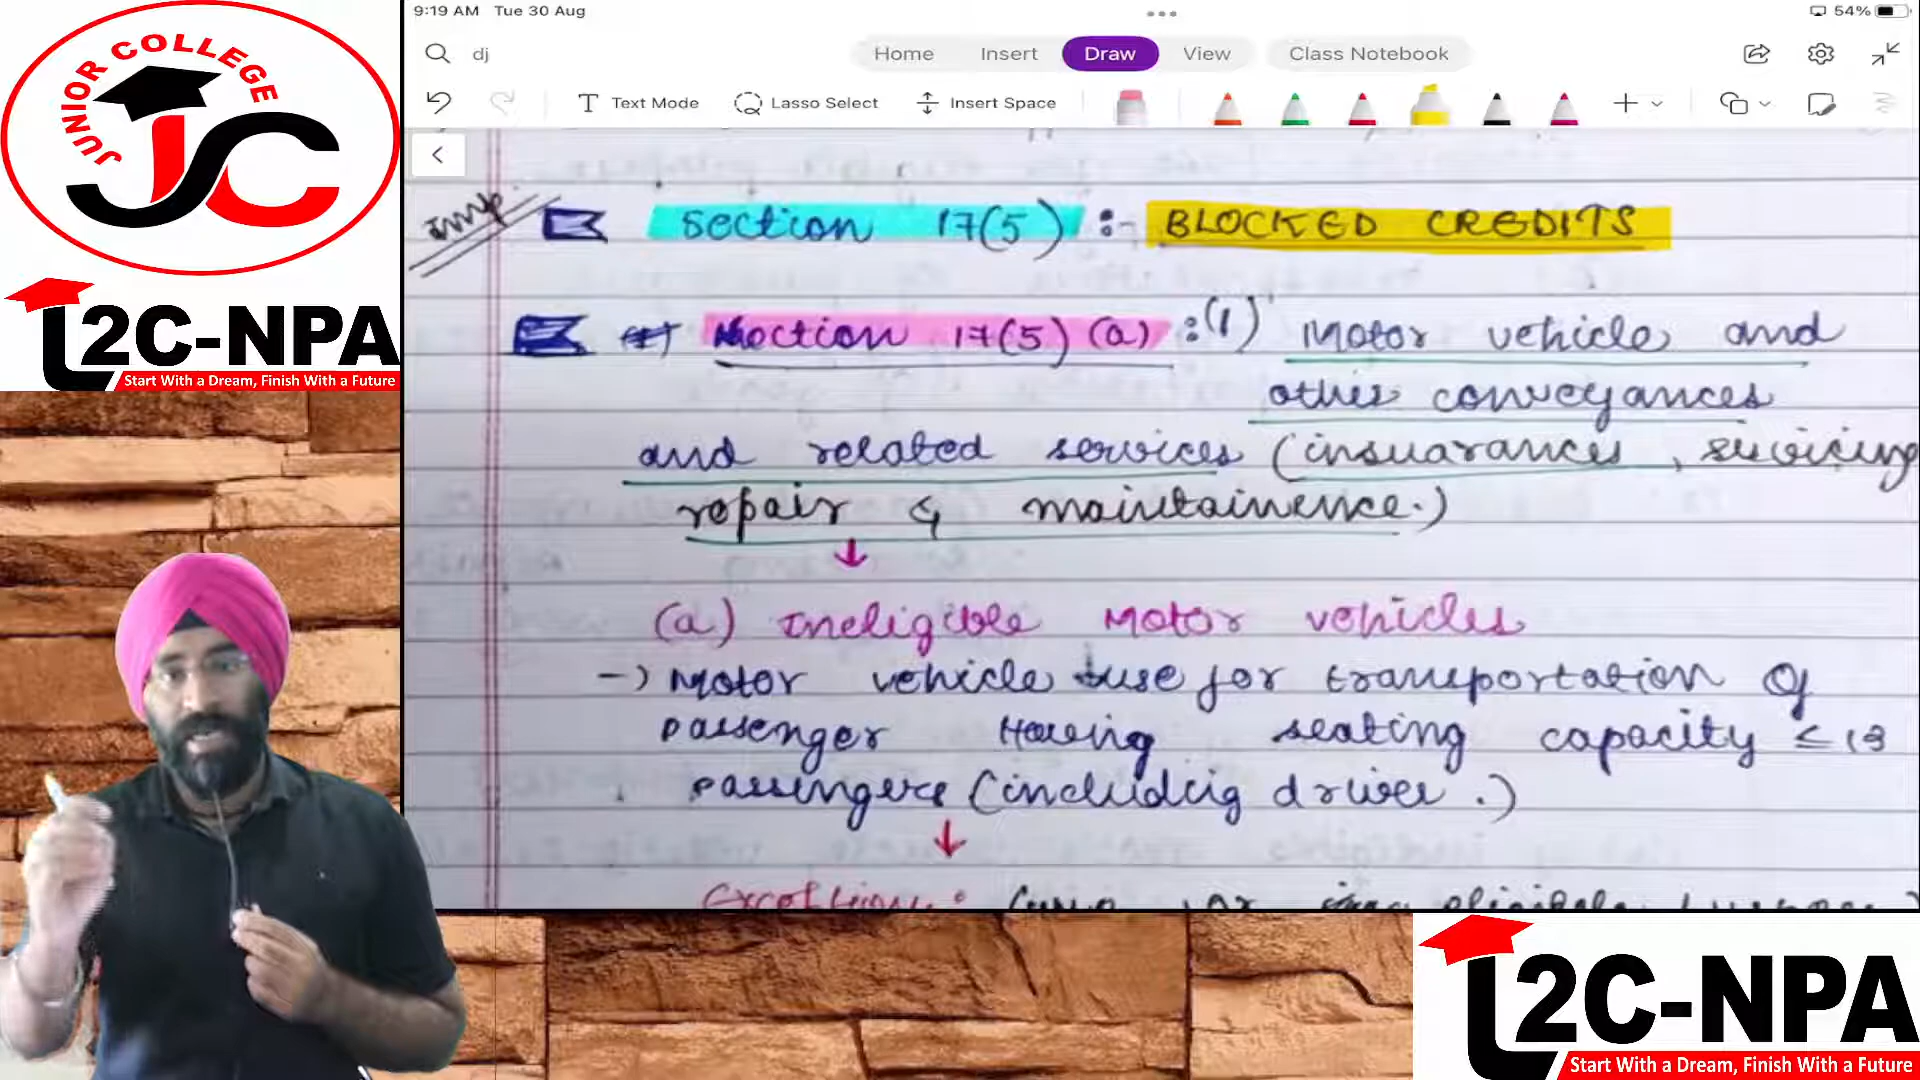 9:19 AM Tue 30 Aug
54%
dj
Home Insert Draw View Class Notebook
Text Mode Lasso Select Insert Space
JUNIOR COLLEGE
JC
L2C-NPA
Start With a Dream, Finish With a Future
Imp.
Section 17(5) :- BLOCKED CREDITS
Section 17(5) (a) :(1) Motor vehicle and
other conveyances
and related services (insuarances, servicing
repair & maintainence.)
(a) Ineligible Motor vehicles
-> Motor vehicle use for transportation of
passenger Having seating capacity ≤ 13
passengers (including driver.)
L2C-NPA
Start With a Dream, Finish With a Future